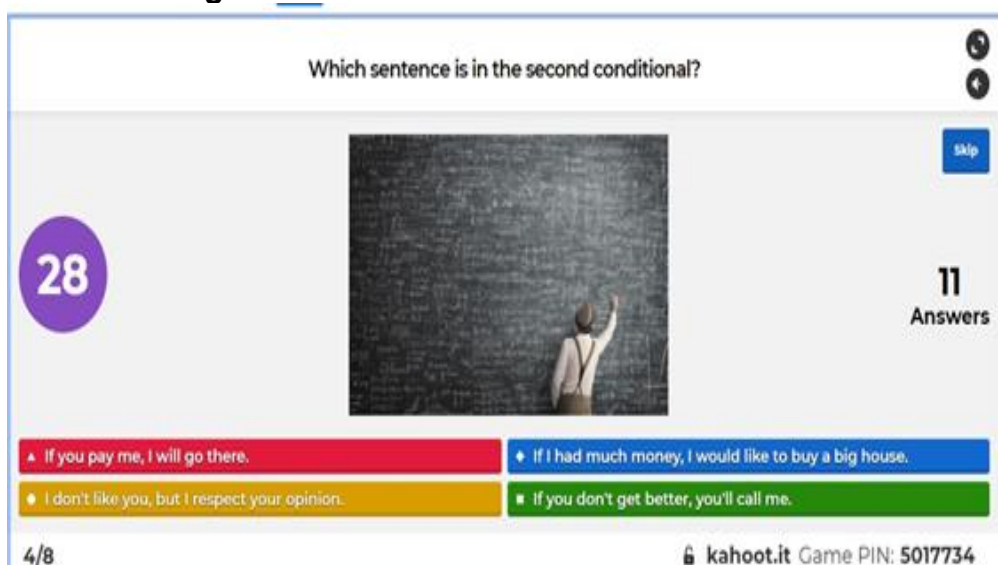 Which sentence is in the second conditional?
Skip
28
11
Answers
If you pay me, I will go there.
If I had much money, I would like to buy a big house.
I don't like you, but I respect your opinion.
If you don't get better, you'll call me.
4/8
kahoot.it Game PIN: 5017734